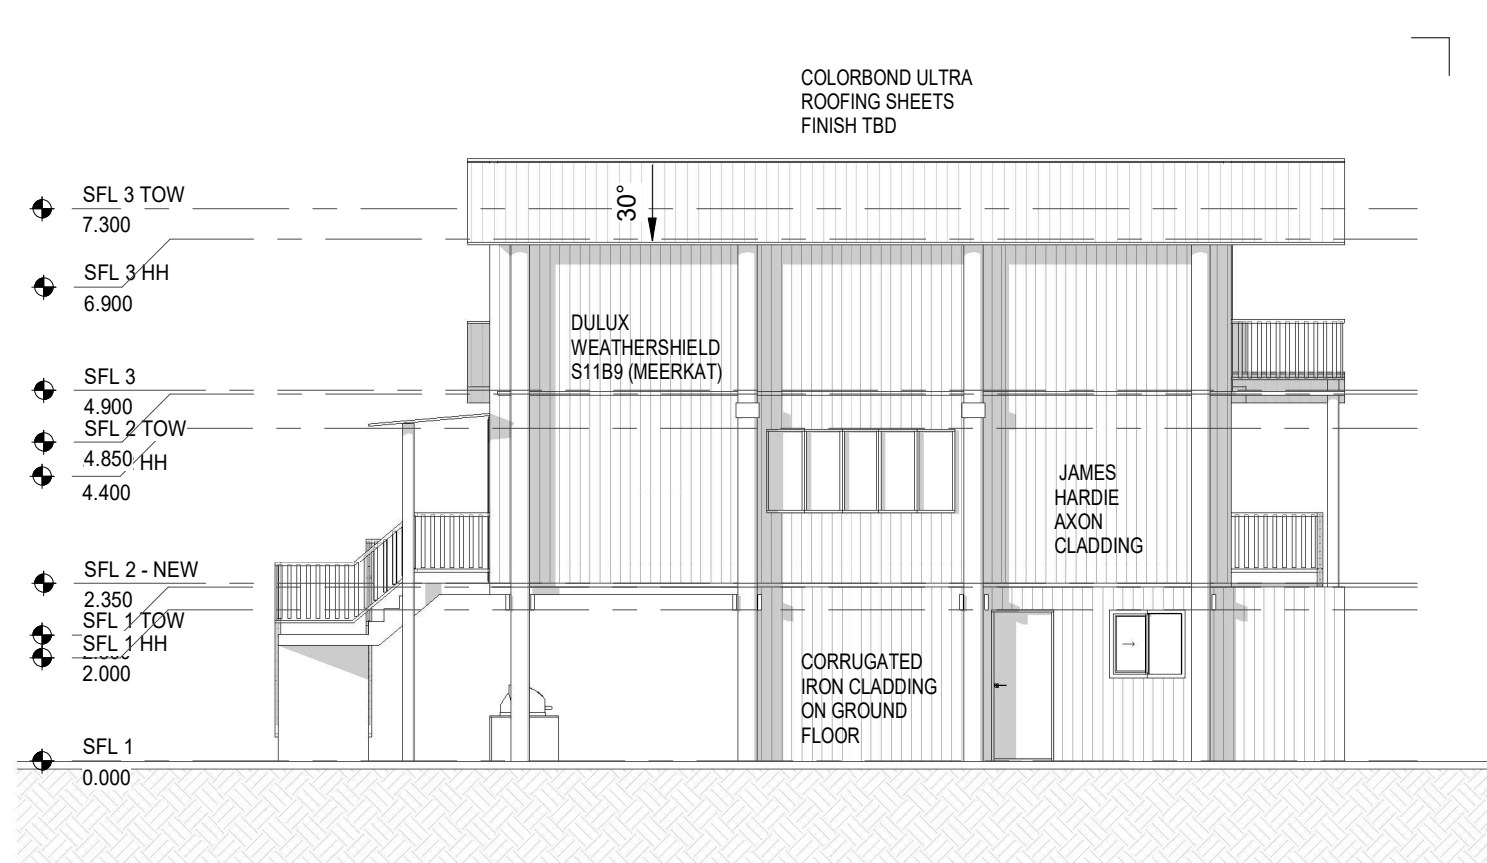 COLORBOND ULTRA
ROOFING SHEETS
FINISH TBD
SFL 3 TOW
7.300
30°
SFL 3 HH
6.900
DULUX
WEATHERSHIELD
S11B9 (MEERKAT)
SFL 3
4.900
SFL 2 TOW
4.850
HH
4.400
JAMES
HARDIE
AXON
CLADDING
SFL 2 - NEW
2.350
SFL 1 TOW
SFL 1 HH
2.000
CORRUGATED
IRON CLADDING
ON GROUND
FLOOR
SFL 1
0.000